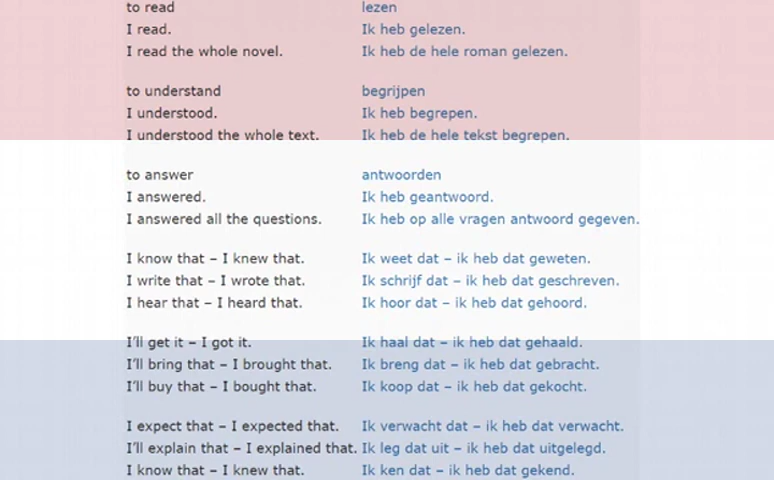 to read lezen
I read. Ik heb gelezen.
I read the whole novel. Ik heb de hele roman gelezen.
to understand begrijpen
I understood. Ik heb begrepen.
I understood the whole text. Ik heb de hele tekst begrepen.
to answer antwoorden
I answered. Ik heb geantwoord.
I answered all the questions. Ik heb op alle vragen antwoord gegeven.
I know that – I knew that. Ik weet dat – ik heb dat geweten.
I write that – I wrote that. Ik schrijf dat – ik heb dat geschreven.
I hear that – I heard that. Ik hoor dat – ik heb dat gehoord.
I'll get it – I got it. Ik haal dat – ik heb dat gehaald.
I'll bring that – I brought that. Ik breng dat – ik heb dat gebracht.
I'll buy that – I bought that. Ik koop dat – ik heb dat gekocht.
I expect that – I expected that. Ik verwacht dat – ik heb dat verwacht.
I'll explain that – I explained that. Ik leg dat uit – ik heb dat uitgelegd.
I know that – I knew that. Ik ken dat – ik heb dat gekend.